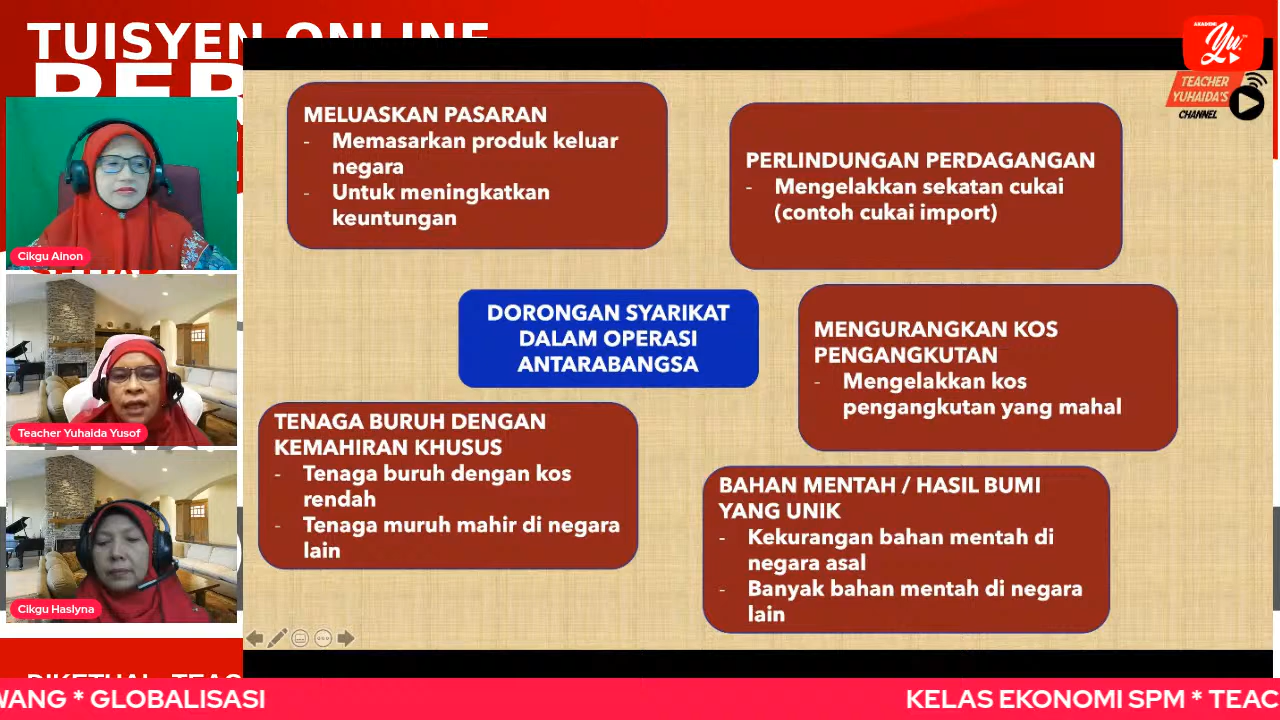 TUISYEN ONLINE
AKADEMI
Yu.
TEACHER
YUHAIDA'S
CHANNEL
MELUASKAN PASARAN
- Memasarkan produk keluar
negara
- Untuk meningkatkan
keuntungan
PERLINDUNGAN PERDAGANGAN
- Mengelakkan sekatan cukai
(contoh cukai import)
DORONGAN SYARIKAT
DALAM OPERASI
ANTARABANGSA
MENGURANGKAN KOS
PENGANGKUTAN
- Mengelakkan kos
pengangkutan yang mahal
TENAGA BURUH DENGAN
KEMAHIRAN KHUSUS
- Tenaga buruh dengan kos
rendah
- Tenaga muruh mahir di negara
lain
BAHAN MENTAH / HASIL BUMI
YANG UNIK
- Kekurangan bahan mentah di
negara asal
- Banyak bahan mentah di negara
lain
Cikgu Ainon
Teacher Yuhaida Yusof
Cikgu Haslyna
WANG * GLOBALISASI
KELAS EKONOMI SPM * TEAC